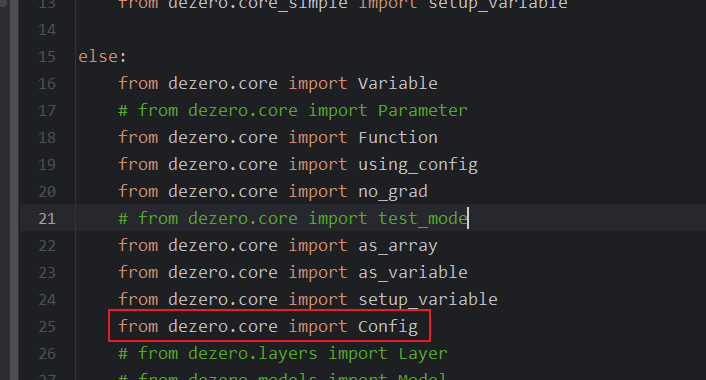 13 from dezero.core_simple import setup_variable
14
15 else:
16 from dezero.core import Variable
17 # from dezero.core import Parameter
18 from dezero.core import Function
19 from dezero.core import using_config
20 from dezero.core import no_grad
21 # from dezero.core import test_mode
22 from dezero.core import as_array
23 from dezero.core import as_variable
24 from dezero.core import setup_variable
25 from dezero.core import Config
26 # from dezero.layers import Layer
27 # from dezero.models import Model